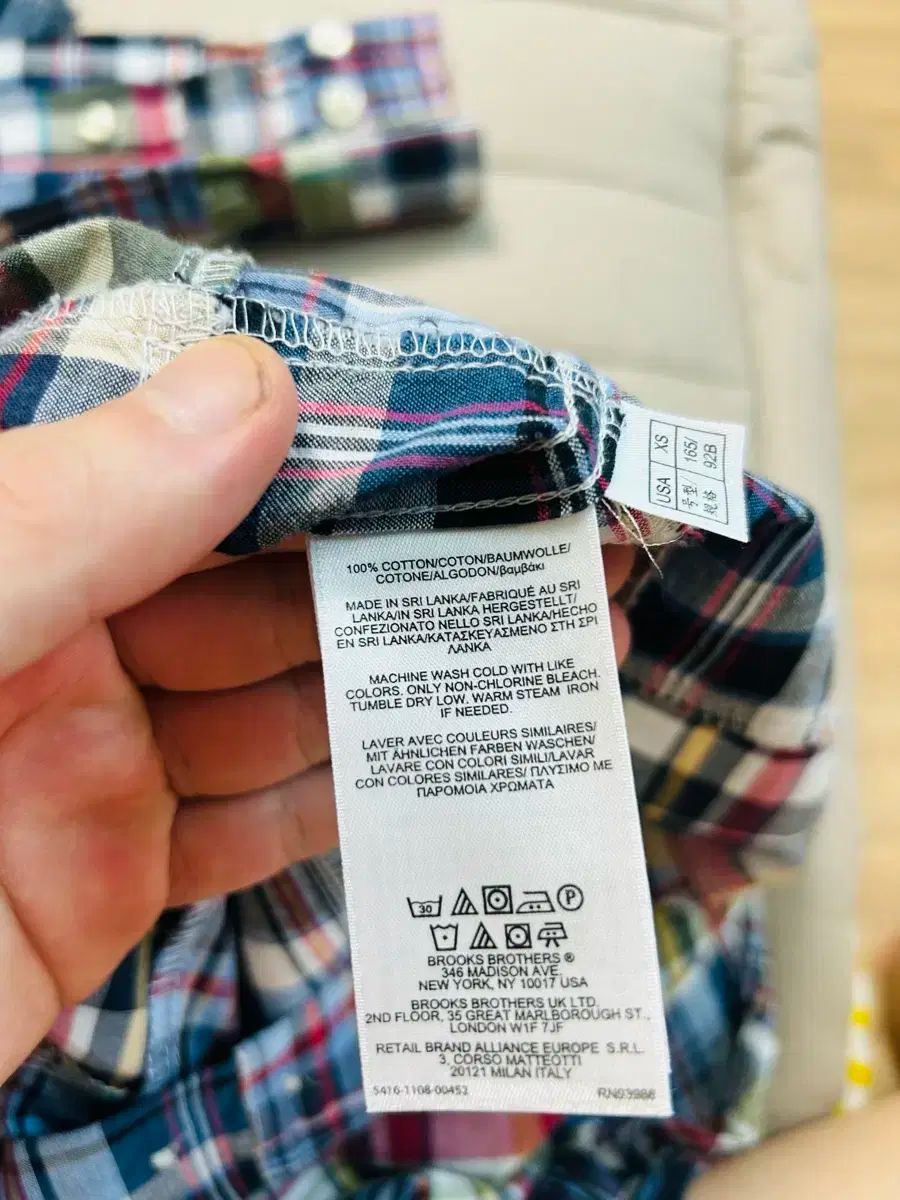 USA XS
号型 165/
規格 92B
100% COTTON/COTON/BAUMWOLLE/
COTONE/ALGODON/βαμβάκι
MADE IN SRI LANKA/FABRIQUÉ AU SRI
LANKA/IN SRI LANKA HERGESTELLT/
CONFEZIONATO NELLO SRI LANKA/HECHO
EN SRI LANKA/ΚΑΤΑΣΚΕΥΑΣΜΕΝΟ ΣΤΗ ΣΡΙ
ΛΑΝΚΑ
MACHINE WASH COLD WITH LIKE
COLORS. ONLY NON-CHLORINE BLEACH.
TUMBLE DRY LOW. WARM STEAM IRON
IF NEEDED.
LAVER AVEC COULEURS SIMILAIRES/
MIT ÄHNLICHEN FARBEN WASCHEN/
LAVARE CON COLORI SIMILI/LAVAR
CON COLORES SIMILARES/ ΠΛΥΣΙΜΟ ΜΕ
ΠΑΡΟΜΟΙΑ ΧΡΩΜΑΤΑ
30 P
BROOKS BROTHERS ®
346 MADISON AVE.
NEW YORK, NY 10017 USA
BROOKS BROTHERS UK LTD.
2ND FLOOR, 35 GREAT MARLBOROUGH ST.,
LONDON W1F 7JF
RETAIL BRAND ALLIANCE EUROPE S.R.L.
3, CORSO MATTEOTTI
20121 MILAN ITALY
5416-1108-00452 RN93986